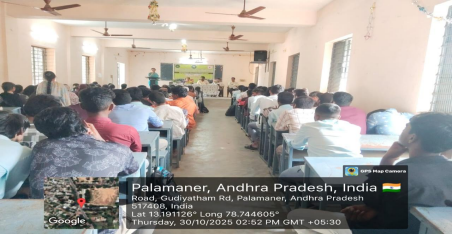 GPS Map Camera
Palamaner, Andhra Pradesh, India
Road, Gudiyatham Rd, Palamaner, Andhra Pradesh
517408, India
Lat 13.191126° Long 78.744605°
Thursday, 30/10/2025 02:52 PM GMT +05:30
Google